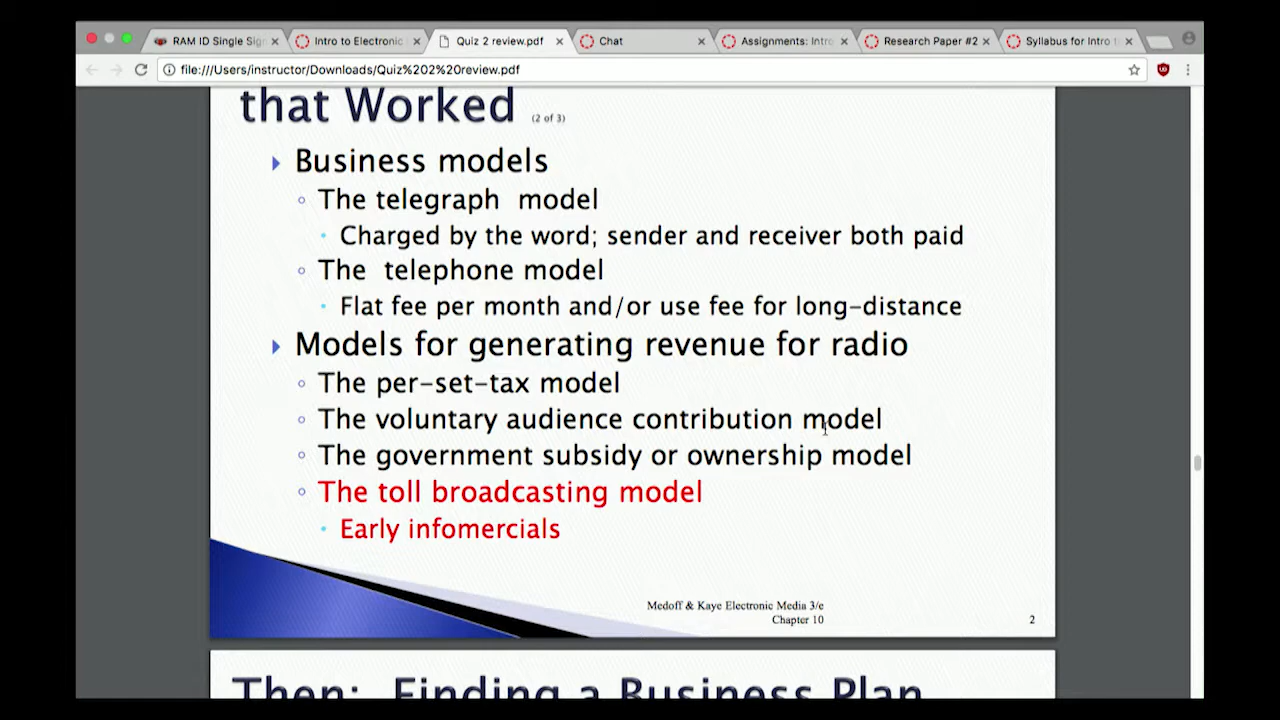 RAM ID Single Sig
Intro to Electronic
Quiz 2 review.pdf
Chat
Assignments: Intro
Research Paper #2
Syllabus for Intro t
file:///Users/instructor/Downloads/Quiz%202%20review.pdf
that Worked (2 of 3)
Business models
The telegraph model
Charged by the word; sender and receiver both paid
The telephone model
Flat fee per month and/or use fee for long-distance
Models for generating revenue for radio
The per-set-tax model
The voluntary audience contribution model
The government subsidy or ownership model
The toll broadcasting model
Early infomercials
Medoff & Kaye Electronic Media 3/e
Chapter 10
2
Then: Finding a Business Plan